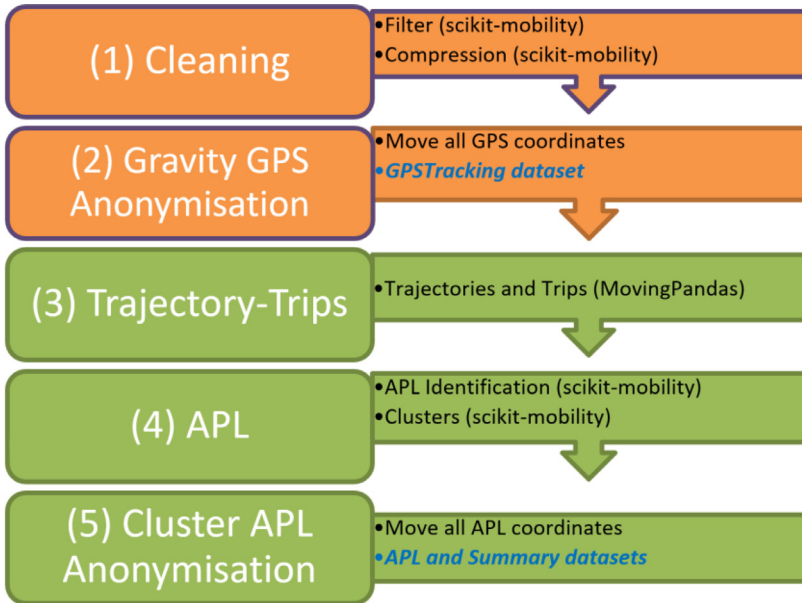 (1) Cleaning
•Filter (scikit-mobility)
•Compression (scikit-mobility)
(2) Gravity GPS
Anonymisation
•Move all GPS coordinates
•GPSTracking dataset
(3) Trajectory-Trips
•Trajectories and Trips (MovingPandas)
(4) APL
•APL Identification (scikit-mobility)
•Clusters (scikit-mobility)
(5) Cluster APL
Anonymisation
•Move all APL coordinates
•APL and Summary datasets